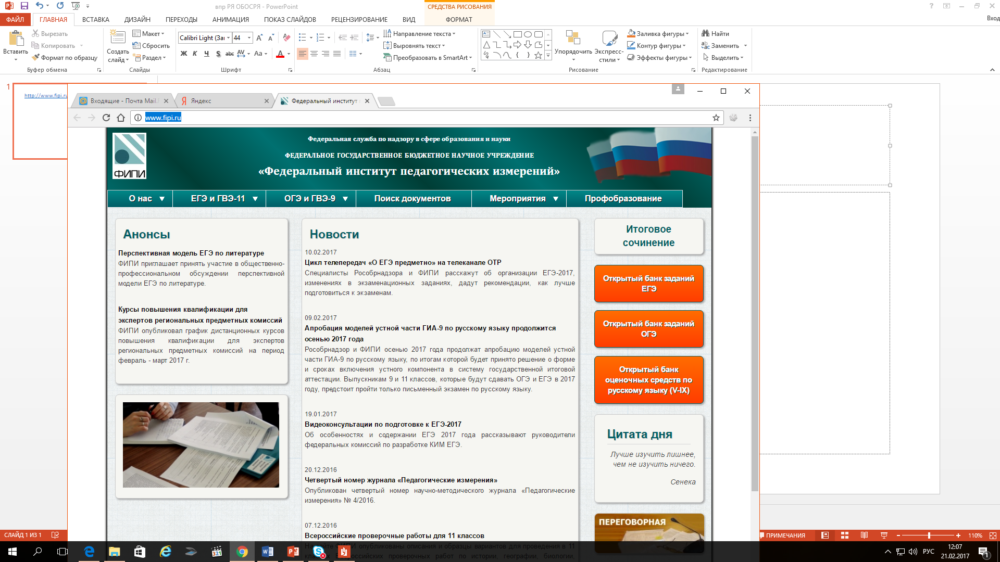 впр РЯ ОБОСРЯ - PowerPoint
СРЕДСТВА РИСОВАНИЯ
ФАЙЛ
ГЛАВНАЯ
ВСТАВКА
ДИЗАЙН
ПЕРЕХОДЫ
АНИМАЦИЯ
ПОКАЗ СЛАЙДОВ
РЕЦЕНЗИРОВАНИЕ
ВИД
ФОРМАТ
Вход
Вставить
Вырезать
Копировать
Формат по образцу
Буфер обмена
Создать
слайд
Макет
Сбросить
Раздел
Слайды
Calibri Light (За
44
Ж К Ч S abc AV Aa A
Шрифт
Направление текста
Выровнять текст
Преобразовать в SmartArt
Абзац
Упорядочить
Экспресс-
стили
Заливка фигуры
Контур фигуры
Эффекты фигуры
Рисование
Найти
Заменить
Выделить
Редактирование
1
http://www.fipi.ru
Входящие - Почта Mail.
Яндекс
Федеральный институт
www.fipi.ru
ФИПИ
Федеральная служба по надзору в сфере образования и науки
ФЕДЕРАЛЬНОЕ ГОСУДАРСТВЕННОЕ БЮДЖЕТНОЕ НАУЧНОЕ УЧРЕЖДЕНИЕ
«Федеральный институт педагогических измерений»
О нас
ЕГЭ и ГВЭ-11
ОГЭ и ГВЭ-9
Поиск документов
Мероприятия
Профобразование
Анонсы
Перспективная модель ЕГЭ по литературе
ФИПИ приглашает принять участие в общественно-
профессиональном обсуждении перспективной
модели ЕГЭ по литературе.
Курсы повышения квалификации для
экспертов региональных предметных комиссий
ФИПИ опубликовал график дистанционных курсов
повышения квалификации для экспертов
региональных предметных комиссий на период
февраль - март 2017 г.
Новости
10.02.2017
Цикл телепередач «О ЕГЭ предметно» на телеканале ОТР
Специалисты Рособрнадзора и ФИПИ расскажут об организации ЕГЭ-2017,
изменениях в экзаменационных заданиях, дадут рекомендации, как лучше
подготовиться к экзаменам.
09.02.2017
Апробация моделей устной части ГИА-9 по русскому языку продолжится
осенью 2017 года
Рособрнадзор и ФИПИ осенью 2017 года продолжат апробацию моделей устной
части ГИА-9 по русскому языку, по итогам которой будет принято решение о форме
и сроках включения устного компонента в систему государственной итоговой
аттестации. Выпускникам 9 и 11 классов, которые будут сдавать ОГЭ и ЕГЭ в 2017
году, предстоит пройти только письменный экзамен по русскому языку.
19.01.2017
Видеоконсультации по подготовке к ЕГЭ-2017
Об особенностях и содержании ЕГЭ 2017 года рассказывают руководители
федеральных комиссий по разработке КИМ ЕГЭ.
20.12.2016
Четвертый номер журнала «Педагогические измерения»
Опубликован четвертый номер научно-методического журнала «Педагогические
измерения» № 4/2016.
07.12.2016
Всероссийские проверочные работы для 11 классов
На сайте ФИПИ опубликованы описания и образцы вариантов для проведения в 11
классах Всероссийских проверочных работ по истории, географии, биологии,
Итоговое
сочинение
Открытый банк заданий
ЕГЭ
Открытый банк заданий
ОГЭ
Открытый банк
оценочных средств по
русскому языку (V-IX)
Цитата дня
Лучше изучить лишнее,
чем не изучить ничего.
Сенека
ПЕРЕГОВОРНАЯ
СЛАЙД 1 ИЗ 1
ПРИМЕЧАНИЯ
110%
321
РУС
12:07
21.02.2017
1